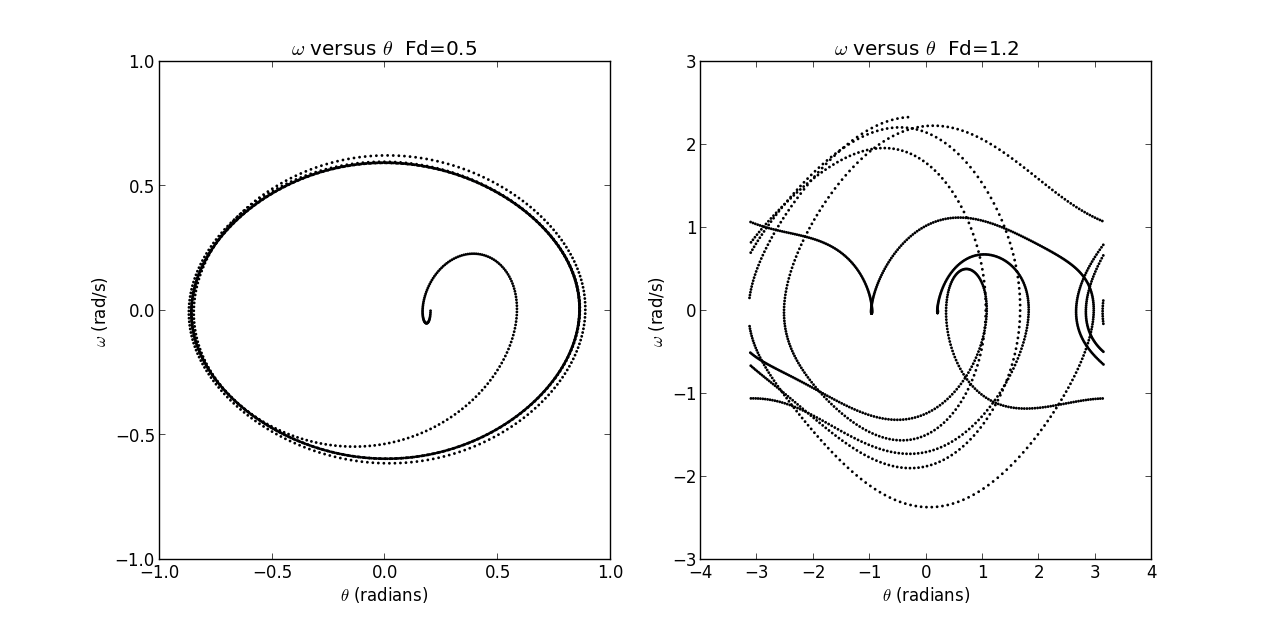 ω versus θ Fd=0.5
1.0
0.5
0.0
−0.5
−1.0
ω (rad/s)
−1.0 −0.5 0.0 0.5 1.0
θ (radians)
ω versus θ Fd=1.2
3
2
1
0
−1
−2
−3
ω (rad/s)
−4 −3 −2 −1 0 1 2 3 4
θ (radians)